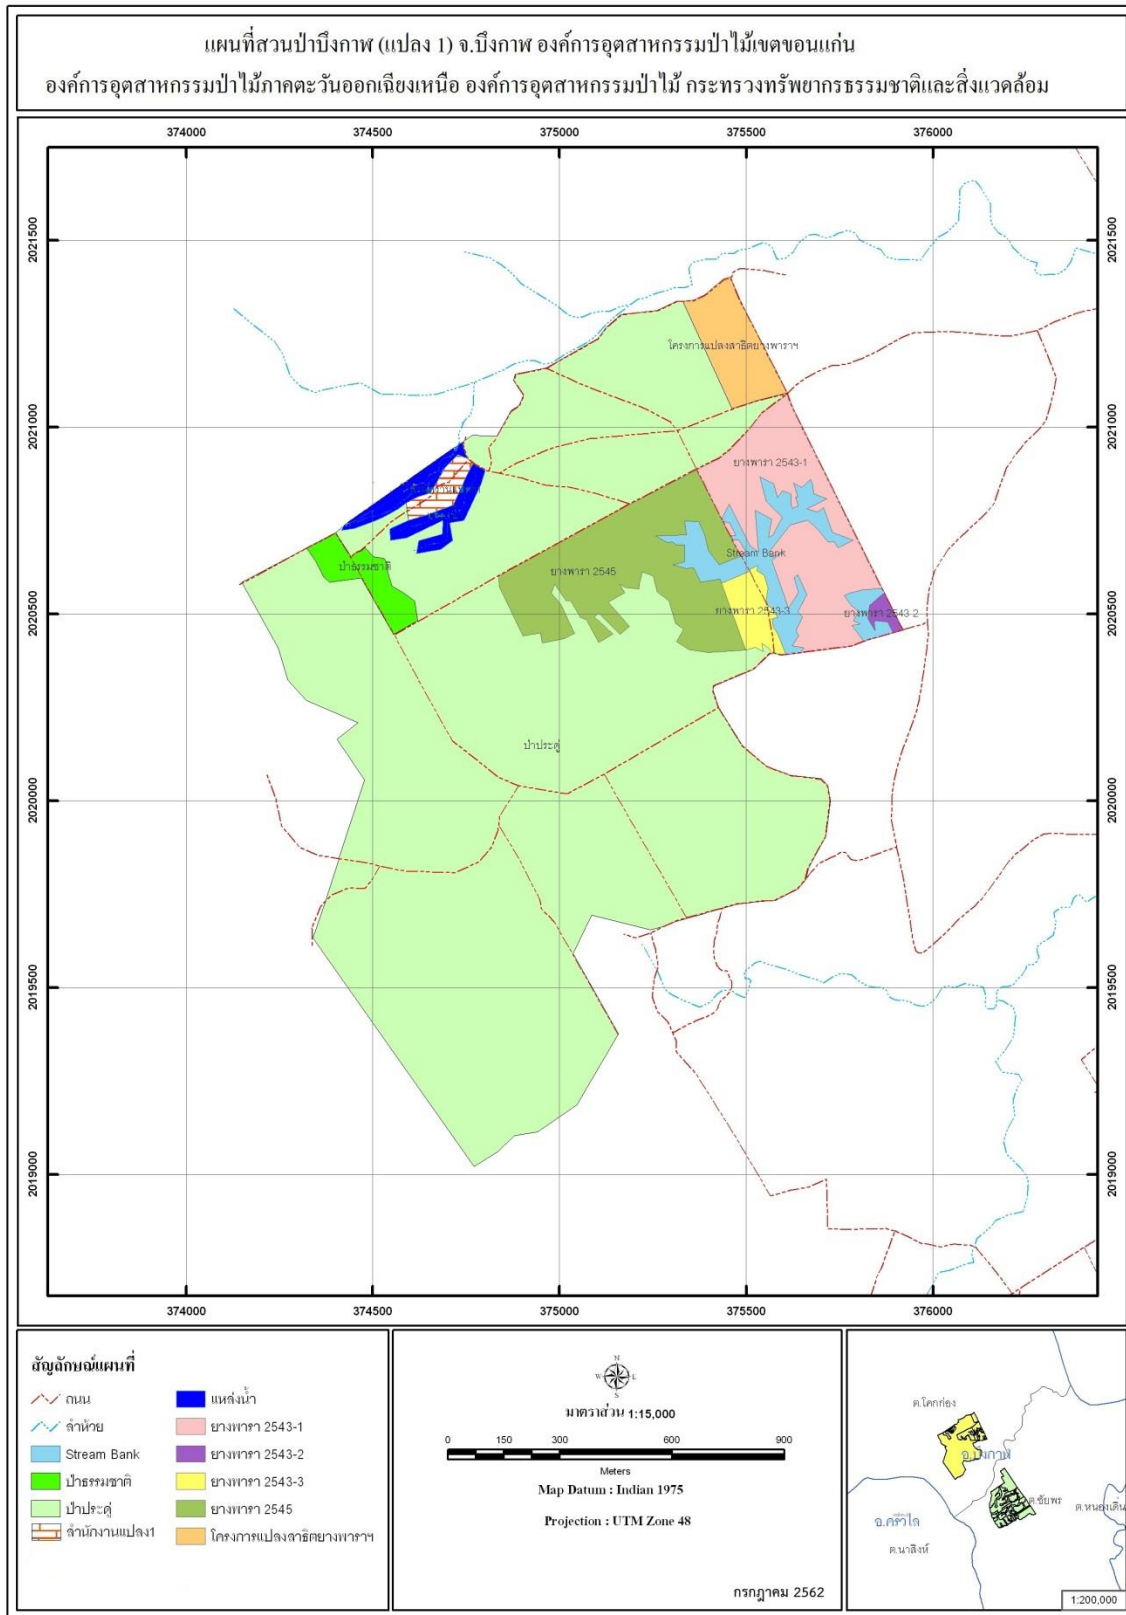 แผนที่สวนป่าบึงกาฬ (แปลง 1) จ.บึงกาฬ องค์การอุตสาหกรรมป่าไม้เขตขอนแก่น
องค์การอุตสาหกรรมป่าไม้ภาคตะวันออกเฉียงเหนือ องค์การอุตสาหกรรมป่าไม้ กระทรวงทรัพยากรธรรมชาติและสิ่งแวดล้อม
374000 374500 375000 375500 376000
2021500 2021500
โครงการแปลงสาธิตยางพาราฯ
2021000 2021000
ยางพารา 2543-1
Stream Bank
ป่าธรรมชาติ
ยางพารา 2545
2020500 2020500
ยางพารา 2543-3
ยางพารา 2543-2
ป่าประดู่
2020000 2020000
2019500 2019500
2019000 2019000
374000 374500 375000 375500 376000
สัญลักษณ์แผนที่
ถนน
ลำห้วย
Stream Bank
ป่าธรรมชาติ
ป่าประดู่
สำนักงานแปลง1
แหล่งน้ำ
ยางพารา 2543-1
ยางพารา 2543-2
ยางพารา 2543-3
ยางพารา 2545
โครงการแปลงสาธิตยางพาราฯ
N
W E
S
มาตราส่วน 1:15,000
0 150 300 600 900
Meters
Map Datum : Indian 1975
Projection : UTM Zone 48
กรกฎาคม 2562
ต.โคกก่อง
อ.บึงกาฬ
ต.ชัยพร
ต.หนองเดิ่น
อ.ศรีวิไล
ต.นาสิงห์
1:200,000